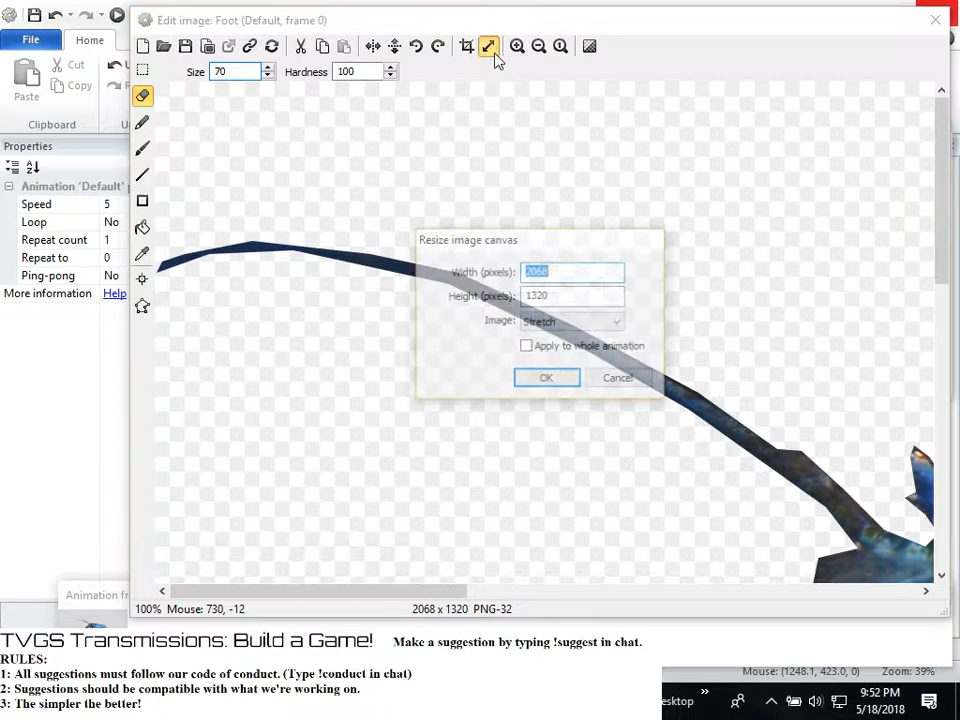 Edit image: Foot (Default, frame 0)
File
Home
Size 70 Hardness 100
Paste
Cut
Copy
Clipboard
Properties
Animation 'Default'
Speed 5
Loop No
Repeat count 1
Repeat to 0
Ping-pong No
More information Help
Resize image canvas
Width (pixels): 2068
Height (pixels): 1320
Image: Stretch
Apply to whole animation
OK Cancel
Animation fr
100% Mouse: 730, -12 2068 x 1320 PNG-32
TVGS Transmissions: Build a Game! Make a suggestion by typing !suggest in chat.
RULES:
1: All suggestions must follow our code of conduct. (Type !conduct in chat)
2: Suggestions should be compatible with what we're working on.
3: The simpler the better!
Mouse: (1248.1, 423.0, 0) Zoom: 39%
esktop
9:52 PM
5/18/2018